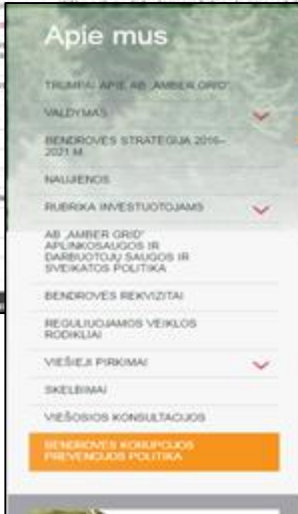 Apie mus
TRUMPAI APIE AB „AMBER GRID“
VALDYMAS
BENDROVĖS STRATEGIJA 2016–
2021 M.
NAUJIENOS
RUBRIKA INVESTUOTOJAMS
AB „AMBER GRID“
APLINKOSAUGOS IR
DARBUOTOJŲ SAUGOS IR
SVEIKATOS POLITIKA
BENDROVĖS REKVIZITAI
REGULIUOJAMOS VEIKLOS
RODIKLIAI
VIEŠIEJI PIRKIMAI
SKELBIMAI
VIEŠOSIOS KONSULTACIJOS
BENDROVĖS KORUPCIJOS
PREVENCIJOS POLITIKA